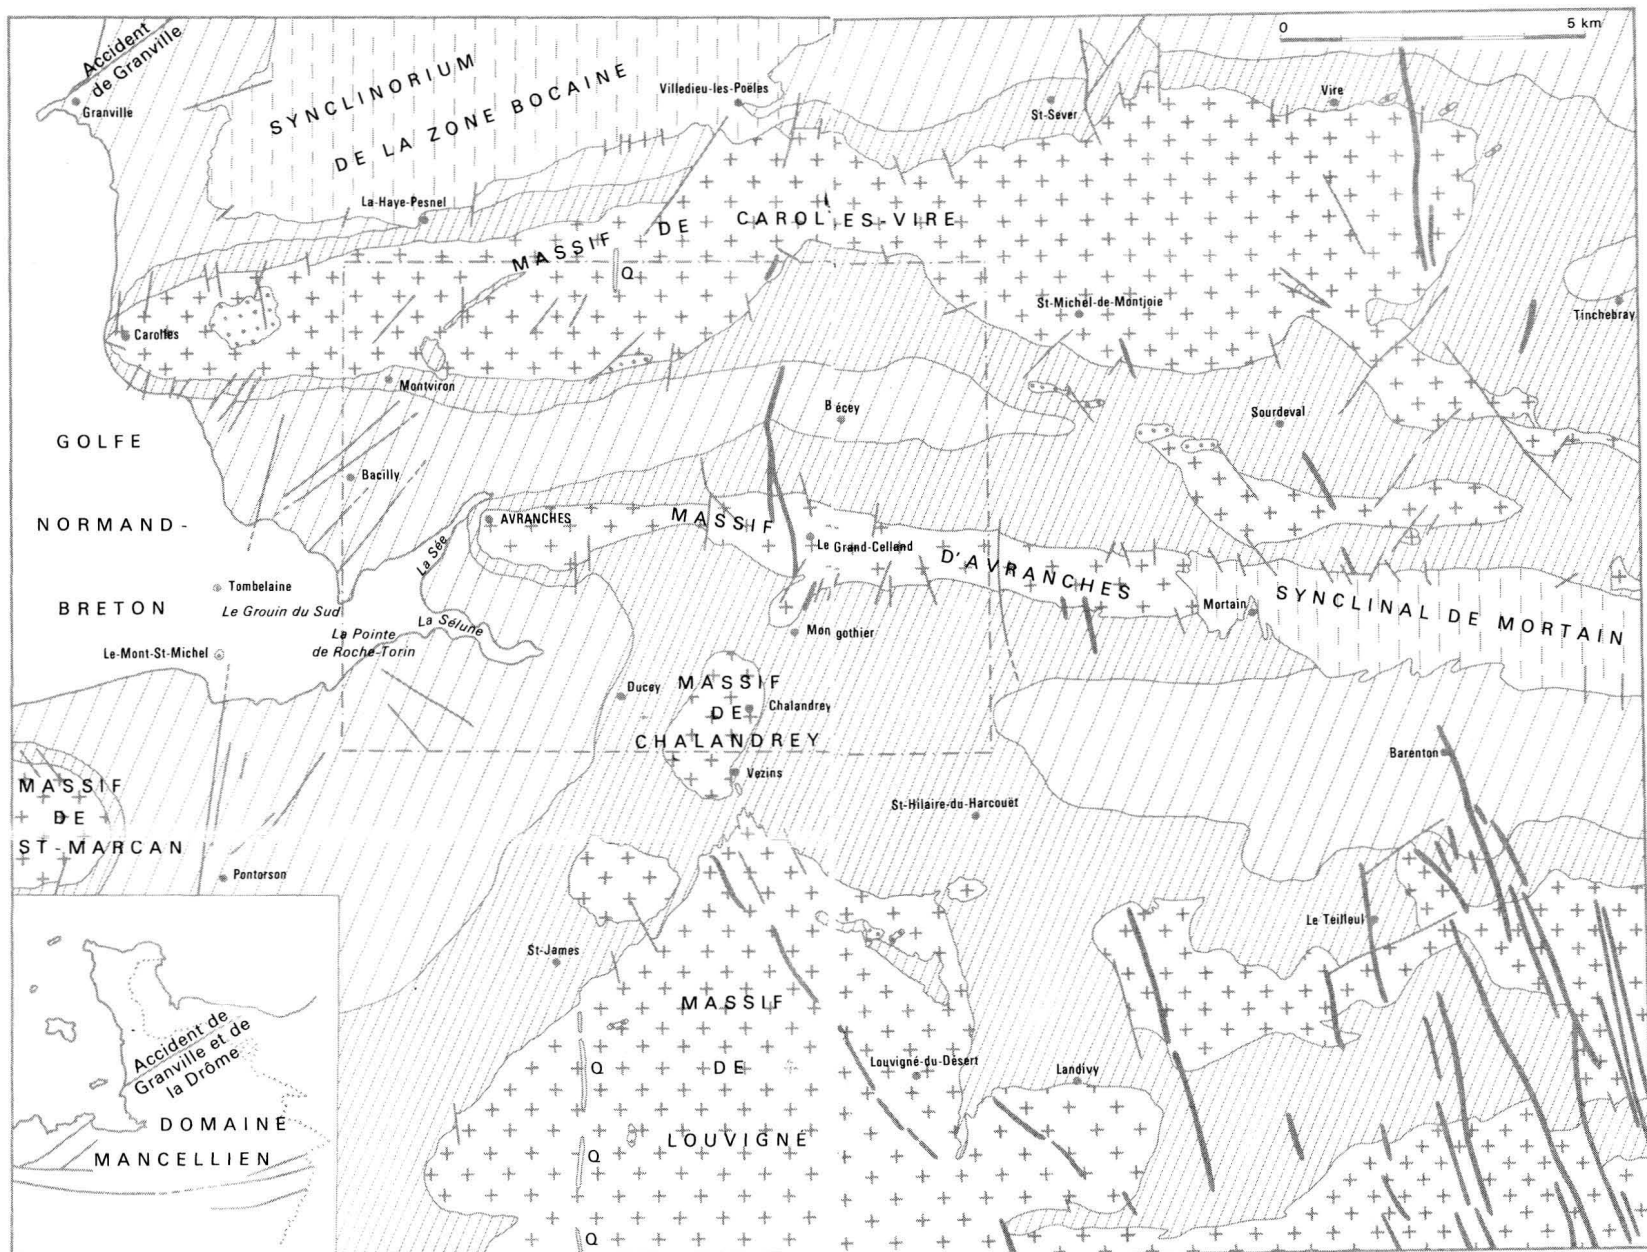 Accident
de Granville
Granville
SYNCLINORIUM
DE LA ZONE BOCAINE
Villedieu-les-Poëles
St-Sever
Vire
0
5 km
La-Haye-Pesnel
MASSIF DE CAROLLES-VIRE
Q
St-Michel-de-Montjoie
Tinchebray
Carolles
Montviron
Bécey
Sourdeval
GOLFE
NORMAND-
BRETON
Bacilly
AVRANCHES
MASSIF
D'AVRANCHES
Le Grand-Celland
La Sée
Tombelaine
Le Grouin du Sud
La Sélune
La Pointe
de Roche-Torin
Le-Mont-St-Michel
Mon gothier
Mortain
SYNCLINAL DE MORTAIN
Ducey
MASSIF
DE
CHALANDREY
Chalandrey
Vezins
Barenton
MASSIF
DE
ST-MARCAN
St-Hilaire-du-Harcouët
Pontorson
Le Teilleul
St-James
MASSIF
DE
LOUVIGNÉ
Q
Q
Q
Louvigné-du-Désert
Landivy
Accident de
Granville et de
la Drôme
DOMAINE
MANCELLIEN